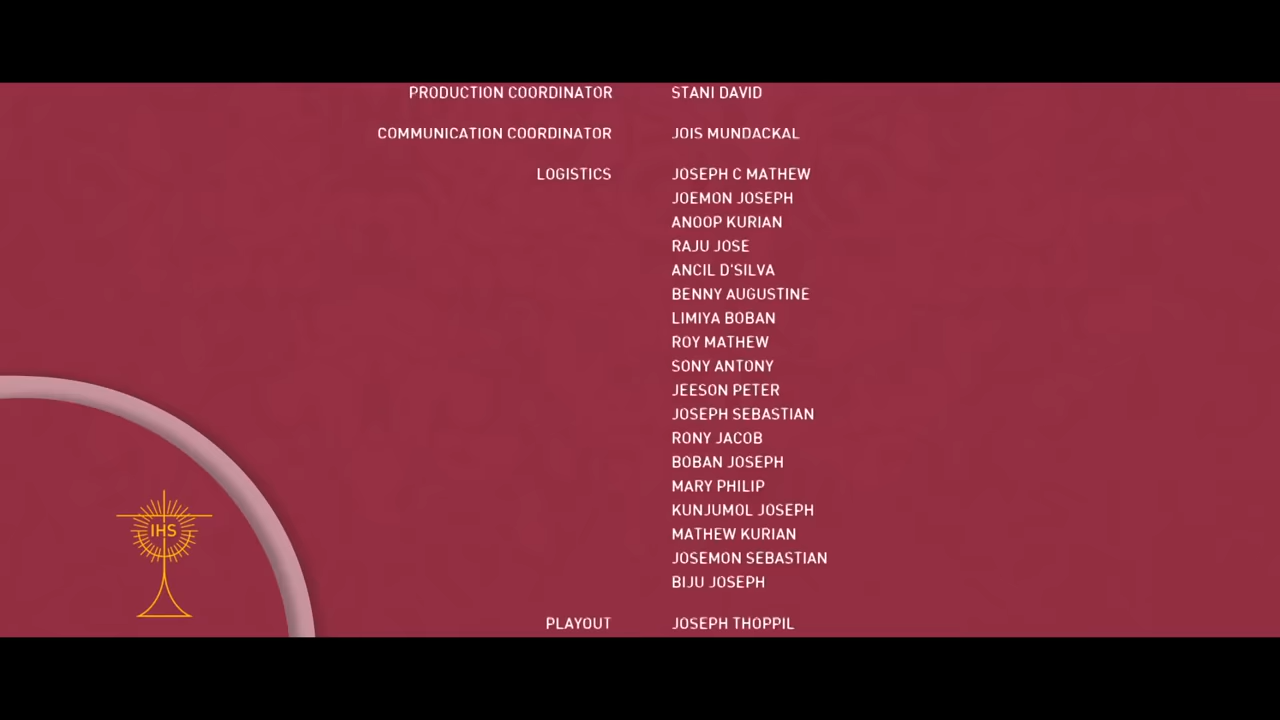 PRODUCTION COORDINATOR STANI DAVID
COMMUNICATION COORDINATOR JOIS MUNDACKAL
LOGISTICS JOSEPH C MATHEW
JOEMON JOSEPH
ANOOP KURIAN
RAJU JOSE
ANCIL D'SILVA
BENNY AUGUSTINE
LIMIYA BOBAN
ROY MATHEW
SONY ANTONY
JEESON PETER
JOSEPH SEBASTIAN
RONY JACOB
BOBAN JOSEPH
MARY PHILIP
KUNJUMOL JOSEPH
MATHEW KURIAN
JOSEMON SEBASTIAN
BIJU JOSEPH
PLAYOUT JOSEPH THOPPIL
IHS